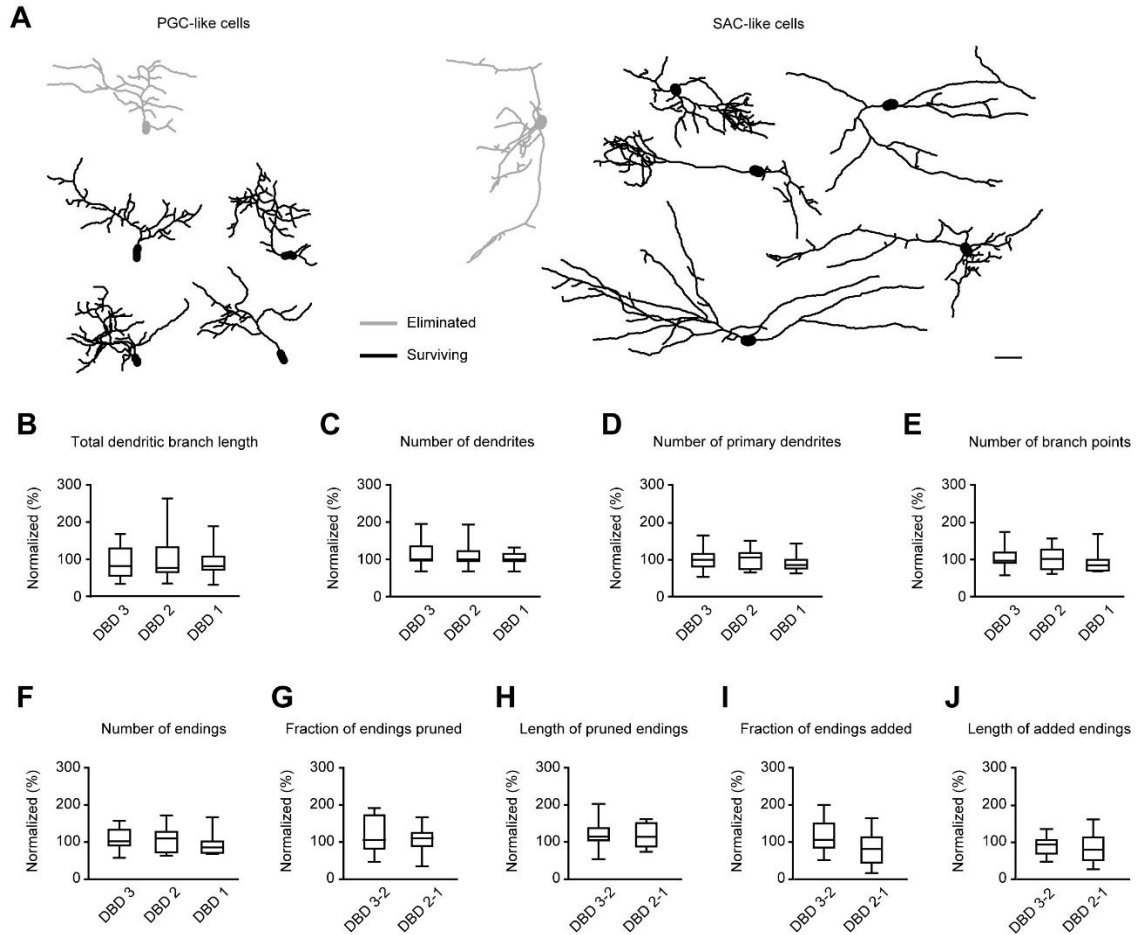 A
PGC-like cells
SAC-like cells
Eliminated
Surviving
B
Total dendritic branch length
Normalized (%)
300
200
100
0
DBD 3
DBD 2
DBD 1
C
Number of dendrites
Normalized (%)
300
200
100
0
DBD 3
DBD 2
DBD 1
D
Number of primary dendrites
Normalized (%)
300
200
100
0
DBD 3
DBD 2
DBD 1
E
Number of branch points
Normalized (%)
300
200
100
0
DBD 3
DBD 2
DBD 1
F
Number of endings
Normalized (%)
300
200
100
0
DBD 3
DBD 2
DBD 1
G
Fraction of endings pruned
Normalized (%)
300
200
100
0
DBD 3-2
DBD 2-1
H
Length of pruned endings
Normalized (%)
300
200
100
0
DBD 3-2
DBD 2-1
I
Fraction of endings added
Normalized (%)
300
200
100
0
DBD 3-2
DBD 2-1
J
Length of added endings
Normalized (%)
300
200
100
0
DBD 3-2
DBD 2-1